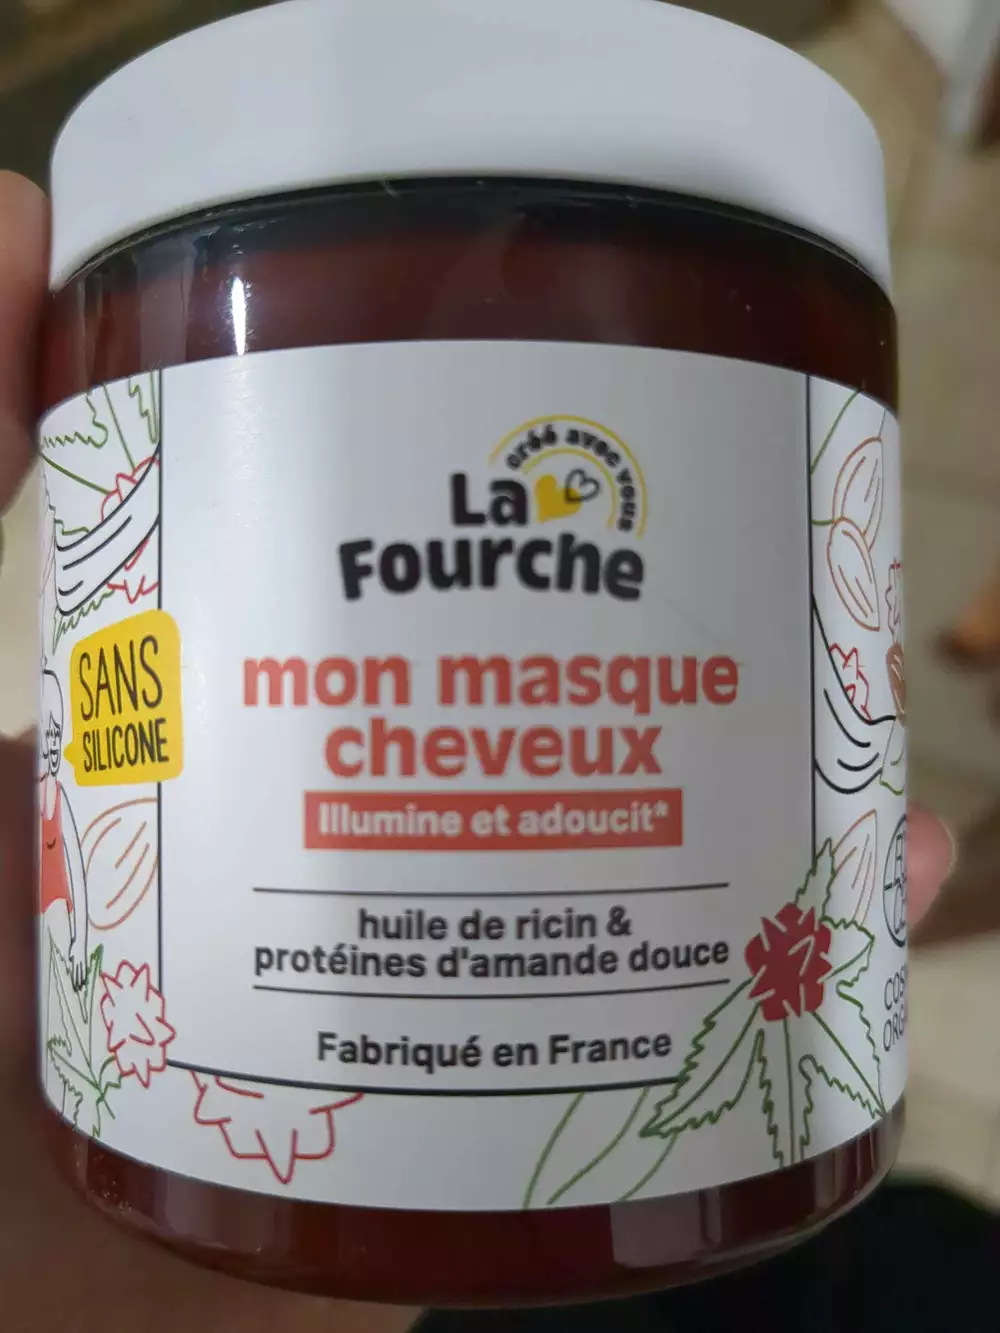 créé avec vous
La
Fourche
mon masque
cheveux
Illumine et adoucit*
SANS
SILICONE
huile de ricin &
protéines d'amande douce
Fabriqué en France